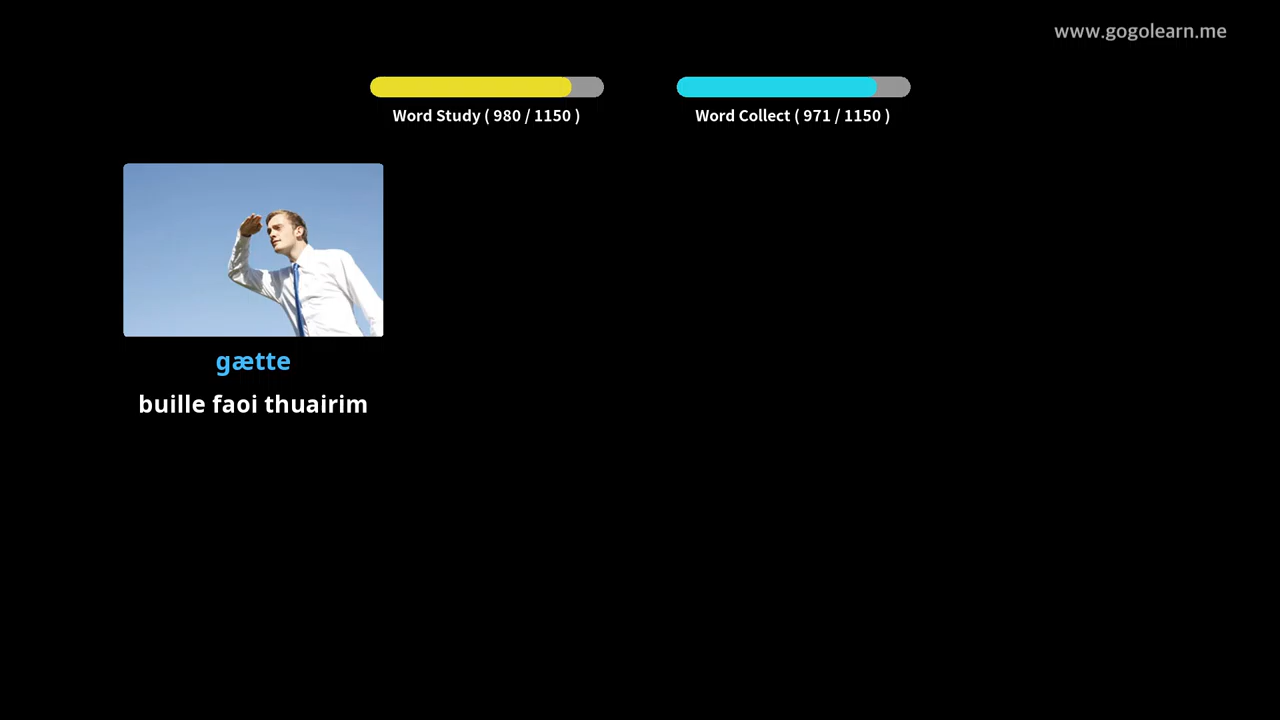 www.gogolearn.me
Word Study ( 980 / 1150 )
Word Collect ( 971 / 1150 )
gætte
buille faoi thuairim